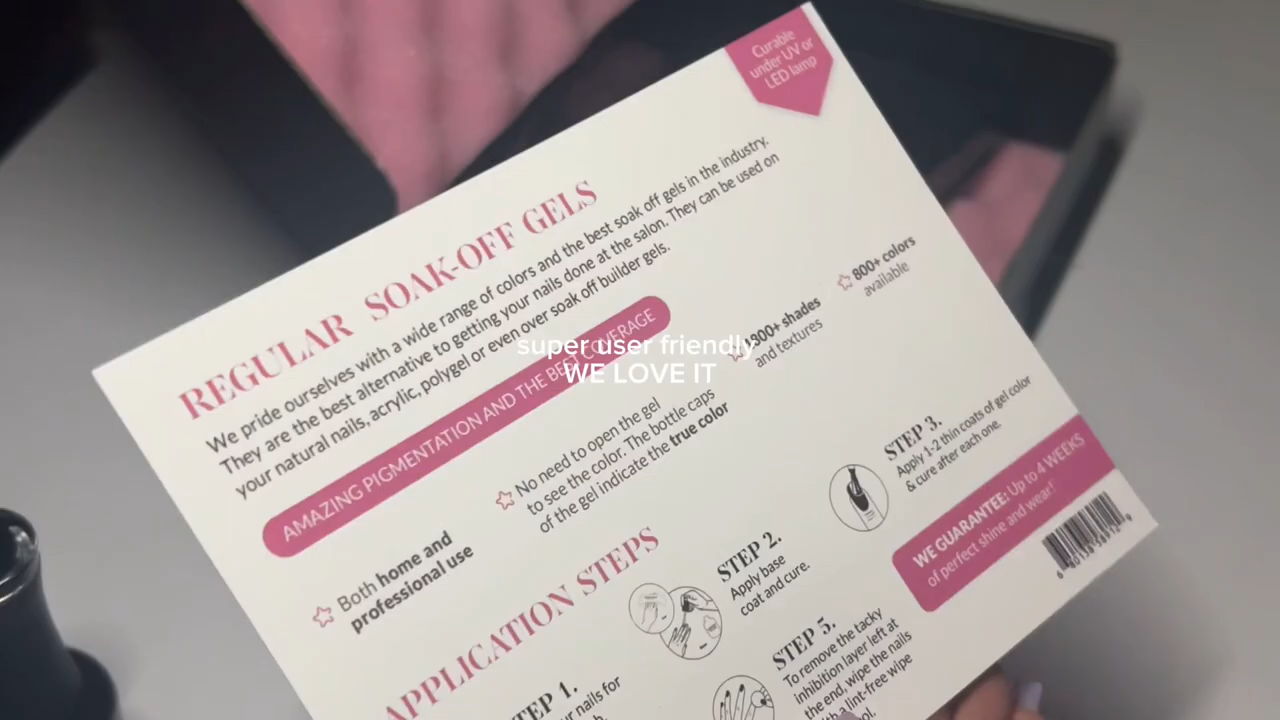 Curable
under UV or
LED lamp
REGULAR SOAK-OFF GELS
We pride ourselves with a wide range of colors and the best soak off gels in the industry.
They are the best alternative to getting your nails done at the salon. They can be used on
your natural nails, acrylic, polygel or even over soak off builder gels.
AMAZING PIGMENTATION AND THE BEST COVERAGE
super user friendly
WE LOVE IT
Both home and
professional use
No need to open the gel
to see the color. The bottle caps
of the gel indicate the true color
shades
and textures
800+ colors
available
APPLICATION STEPS
STEP 1.
nails for
STEP 2.
Apply base
coat and cure.
STEP 3.
Apply 1-2 thin coats of gel color
& cure after each one.
STEP 5.
To remove the tacky
inhibition layer left at
the end, wipe the nails
a lint-free wipe
WE GUARANTEE: Up to 4 WEEKS
of perfect shine and wear!